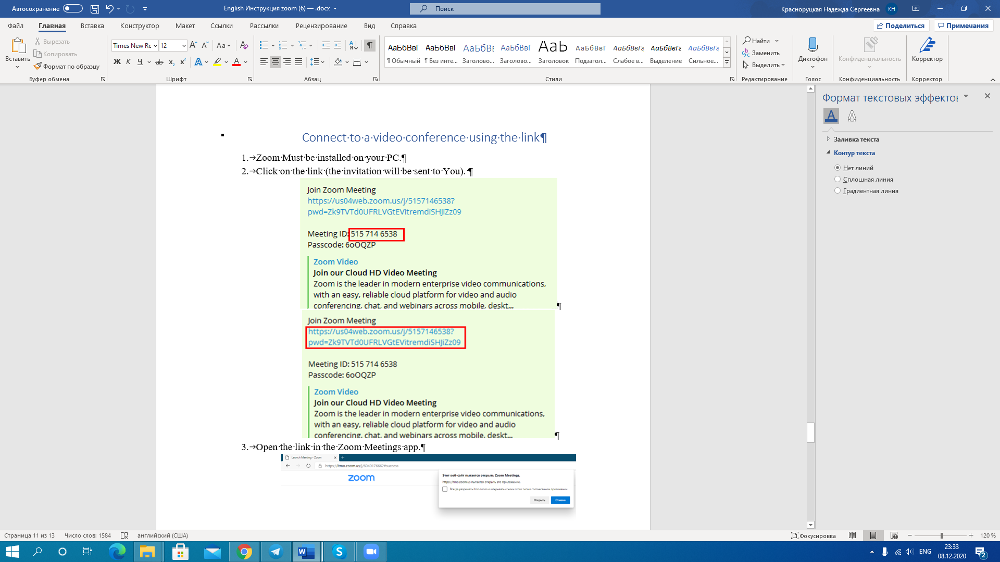 Автосохранение
English Инструкция zoom (6) — .docx
Поиск
Красноруцкая Надежда Сергеевна
КН
Файл Главная Вставка Конструктор Макет Ссылки Рассылки Рецензирование Вид Справка
Поделиться
Примечания
Вставить
Вырезать
Копировать
Формат по образцу
Буфер обмена
Times New Rc
12
Aa
Ж К Ч ab x₂ x²
Шрифт
Абзац
АаБбВвГ АаБбВвГ АаБбВв АаБбВвГ Aab АаБбВвГ АаБбВвГг АаБбВвГг АаБбВвГг
¶ Обычный ¶ Без инте... Заголово... Заголово... Заголовок Подзагол... Слабое в... Выделение Сильное...
Стили
Найти
Заменить
Выделить
Редактирование
Диктофон
Голос
Конфиденциальность
Конфиденциальность
Корректор
Корректор
Connect·to·a·video·conference·using·the·link¶
1.→Zoom·Must·be·installed·on·your·PC.¶
2.→Click·on·the·link·(the·invitation·will·be·sent·to·You).·¶
Join Zoom Meeting
https://us04web.zoom.us/j/5157146538?
pwd=Zk9TVTd0UFRLVGtEVitremdiSHJiZz09
Meeting ID: 515 714 6538
Passcode: 6oOQZP
Zoom Video
Join our Cloud HD Video Meeting
Zoom is the leader in modern enterprise video communications,
with an easy, reliable cloud platform for video and audio
conferencing, chat, and webinars across mobile, deskt...
¶
Join Zoom Meeting
https://us04web.zoom.us/j/5157146538?
pwd=Zk9TVTd0UFRLVGtEVitremdiSHJiZz09
Meeting ID: 515 714 6538
Passcode: 6oOQZP
Zoom Video
Join our Cloud HD Video Meeting
Zoom is the leader in modern enterprise video communications,
with an easy, reliable cloud platform for video and audio
conferencing, chat, and webinars across mobile, deskt...
¶
3.→Open·the·link·in·the·Zoom·Meetings·app.¶
Launch Meeting - Zoom
https://itmo.zoom.us/j/6040176662#success
zoom
Этот веб-сайт пытается открыть Zoom Meetings.
https://itmo.zoom.us пытается открыть это приложение.
Всегда разрешать itmo.zoom.us открывать ссылки этого типа в соотнесенном приложении
Открыть
Отмена
Формат текстовых эффектов
Заливка текста
Контур текста
Нет линий
Сплошная линия
Градиентная линия
Страница 11 из 13
Число слов: 1584
английский (США)
Фокусировка
120 %
ENG
23:33
08.12.2020
2